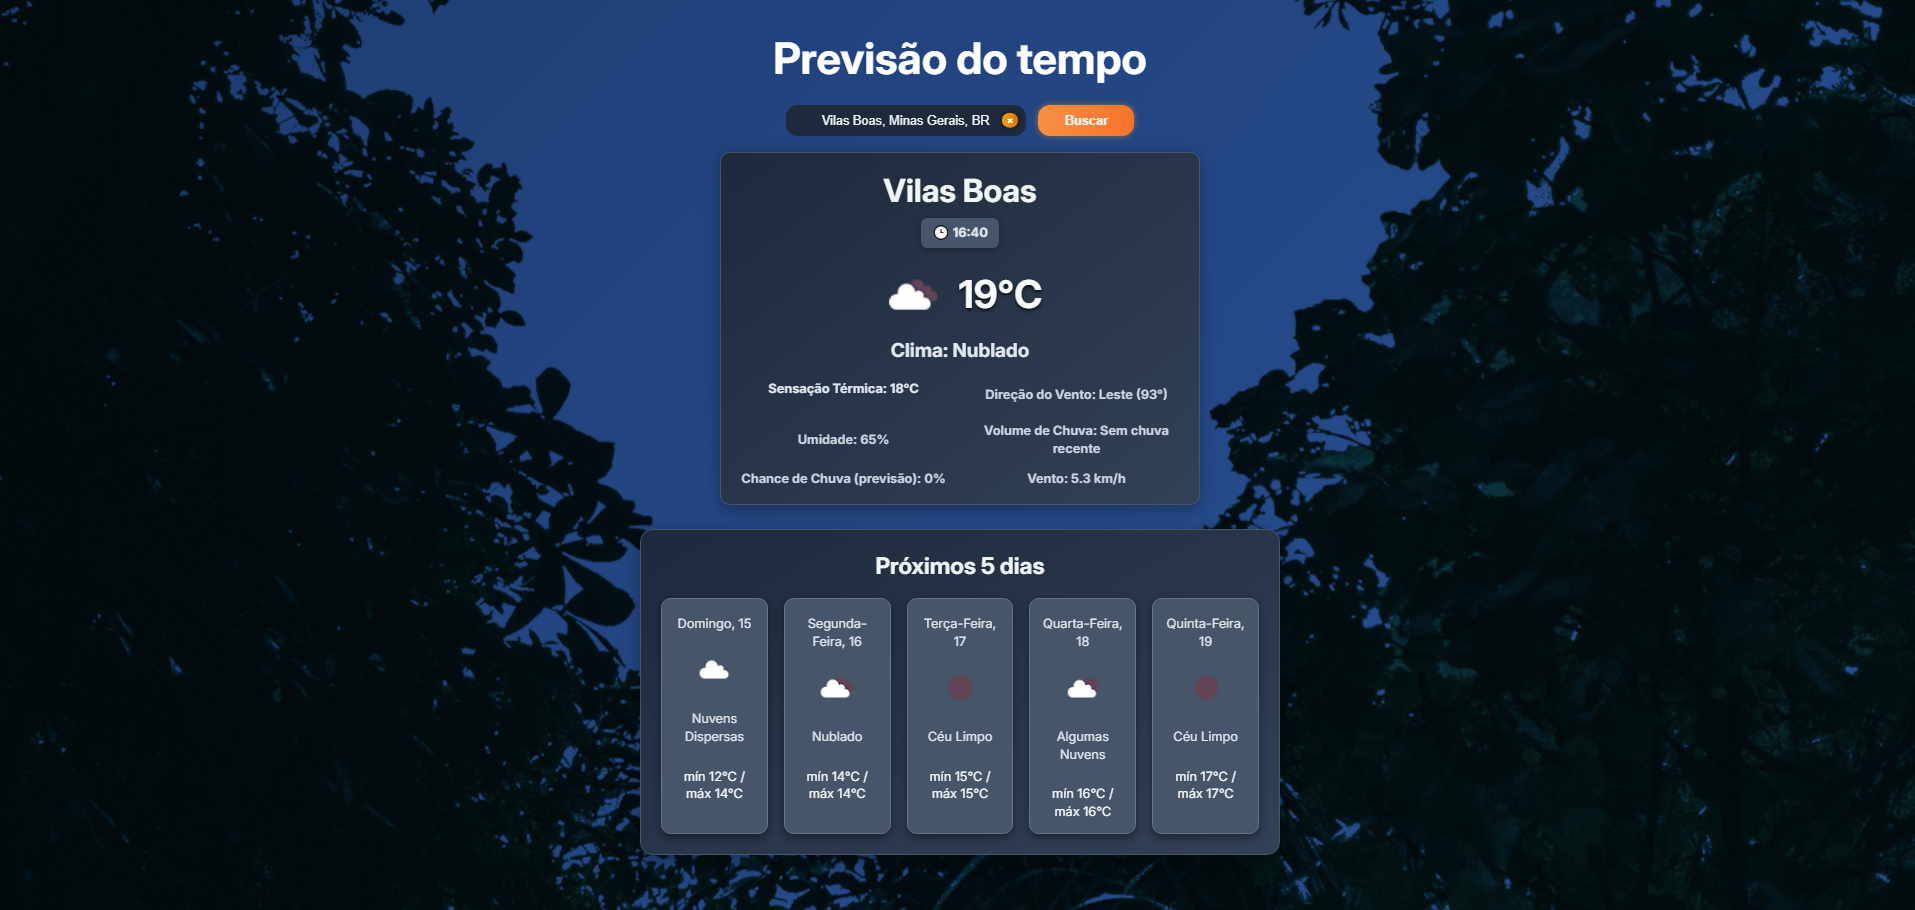 Previsão do tempo
Vilas Boas, Minas Gerais, BR
Buscar
Vilas Boas
16:40
19°C
Clima: Nublado
Sensação Térmica: 18°C
Direção do Vento: Leste (93°)
Umidade: 65%
Volume de Chuva: Sem chuva
recente
Chance de Chuva (previsão): 0%
Vento: 5.3 km/h
Próximos 5 dias
Domingo, 15
Nuvens
Dispersas
mín 12°C /
máx 14°C
Segunda-
Feira, 16
Nublado
mín 14°C /
máx 14°C
Terça-Feira,
17
Céu Limpo
mín 15°C /
máx 15°C
Quarta-Feira,
18
Algumas
Nuvens
mín 16°C /
máx 16°C
Quinta-Feira,
19
Céu Limpo
mín 17°C /
máx 17°C